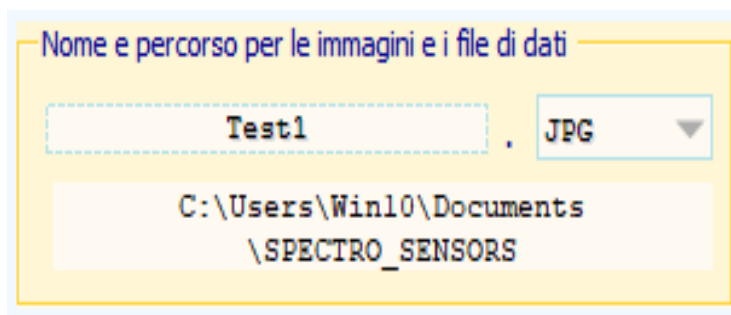 Nome e percorso per le immagini e i file di dati
Test1 . JPG
C:\Users\Win10\Documents
\SPECTRO_SENSORS